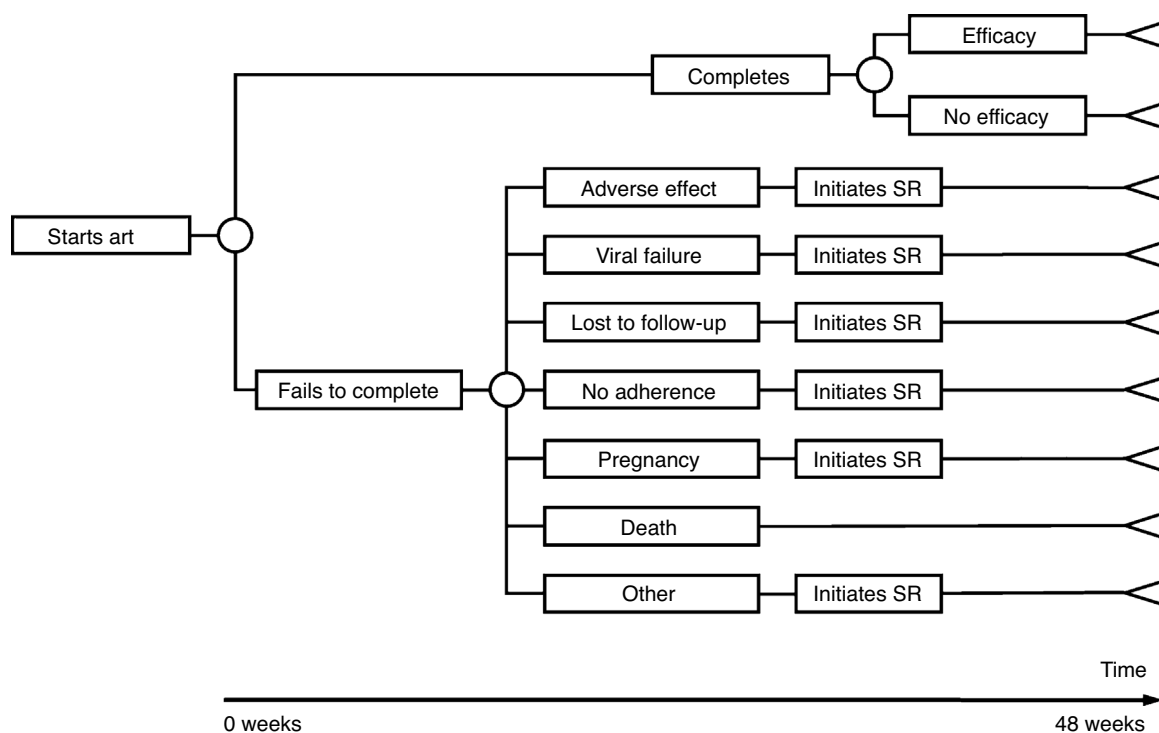 Efficacy
Completes
No efficacy
Adverse effect
Initiates SR
Starts art
Viral failure
Initiates SR
Lost to follow-up
Initiates SR
Fails to complete
No adherence
Initiates SR
Pregnancy
Initiates SR
Death
Other
Initiates SR
Time
0 weeks
48 weeks